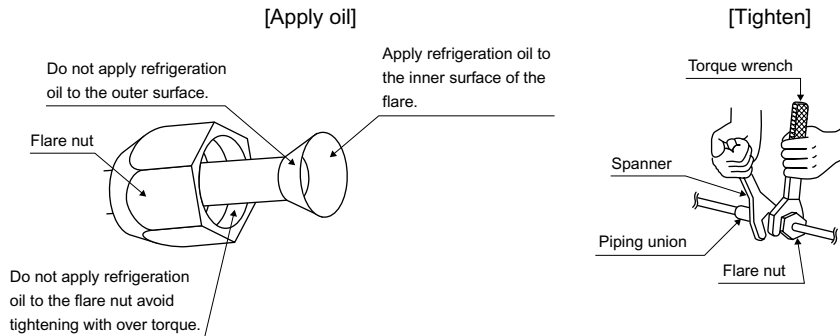 [Apply oil]
Do not apply refrigeration
oil to the outer surface.
Apply refrigeration oil to
the inner surface of the
flare.
Flare nut
Do not apply refrigeration
oil to the flare nut avoid
tightening with over torque.
[Tighten]
Torque wrench
Spanner
Piping union
Flare nut